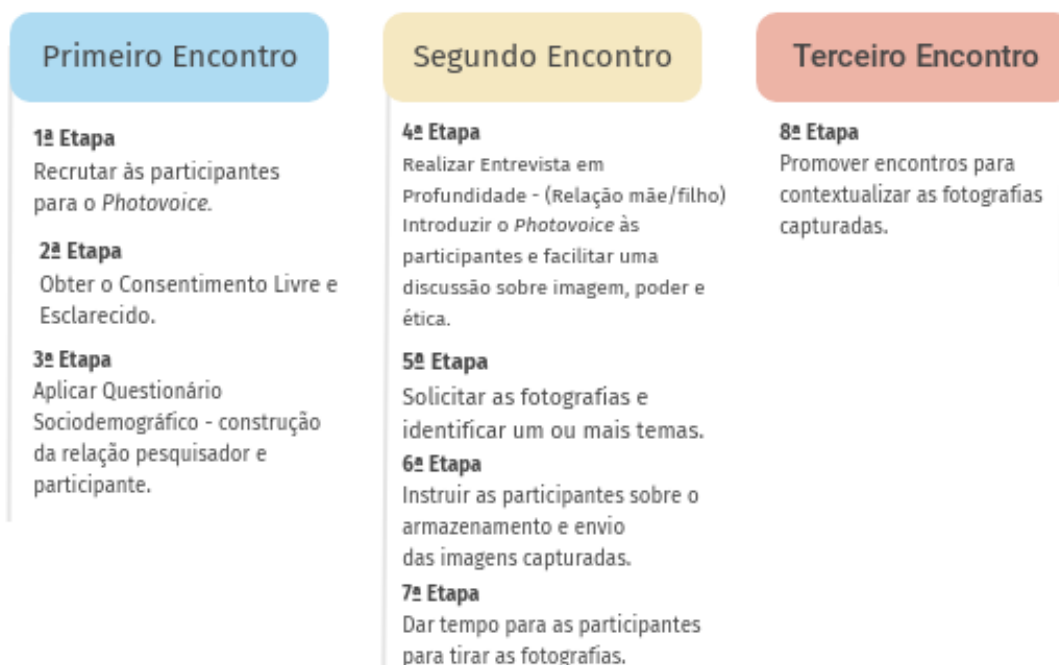 Primeiro Encontro
1ª Etapa
Recrutar às participantes
para o Photovoice.
2ª Etapa
Obter o Consentimento Livre e
Esclarecido.
3ª Etapa
Aplicar Questionário
Sociodemográfico - construção
da relação pesquisador e
participante.
Segundo Encontro
4ª Etapa
Realizar Entrevista em
Profundidade - (Relação mãe/filho)
Introduzir o Photovoice às
participantes e facilitar uma
discussão sobre imagem, poder e
ética.
5ª Etapa
Solicitar as fotografias e
identificar um ou mais temas.
6ª Etapa
Instruir as participantes sobre o
armazenamento e envio
das imagens capturadas.
7ª Etapa
Dar tempo para as participantes
para tirar as fotografias.
Terceiro Encontro
8ª Etapa
Promover encontros para
contextualizar as fotografias
capturadas.